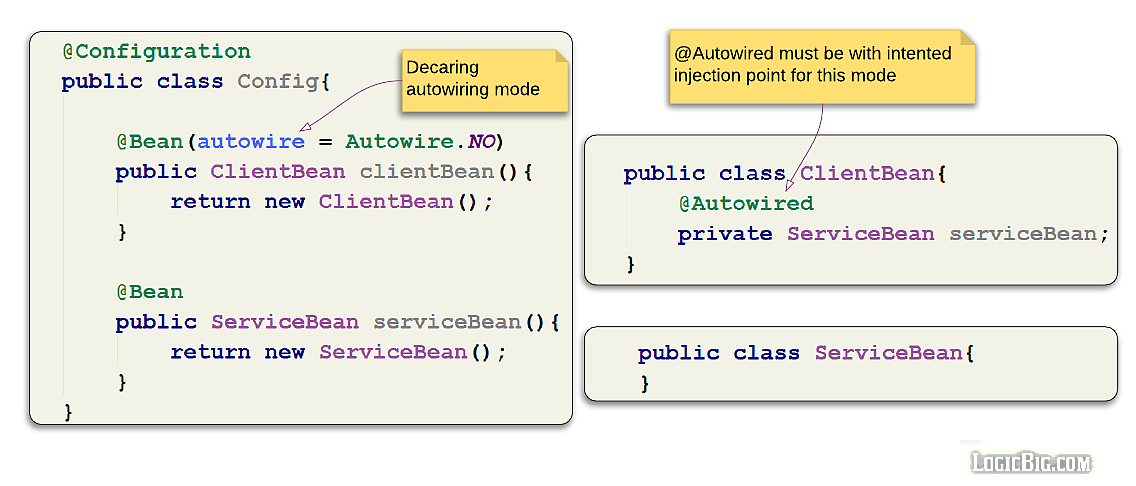 @Configuration
public class Config{
Decaring
autowiring mode
@Bean(autowire = Autowire.NO)
public ClientBean clientBean(){
return new ClientBean();
}
@Bean
public ServiceBean serviceBean(){
return new ServiceBean();
}
}
@Autowired must be with intented
injection point for this mode
public class ClientBean{
@Autowired
private ServiceBean serviceBean;
}
public class ServiceBean{
}
LogicBig.com